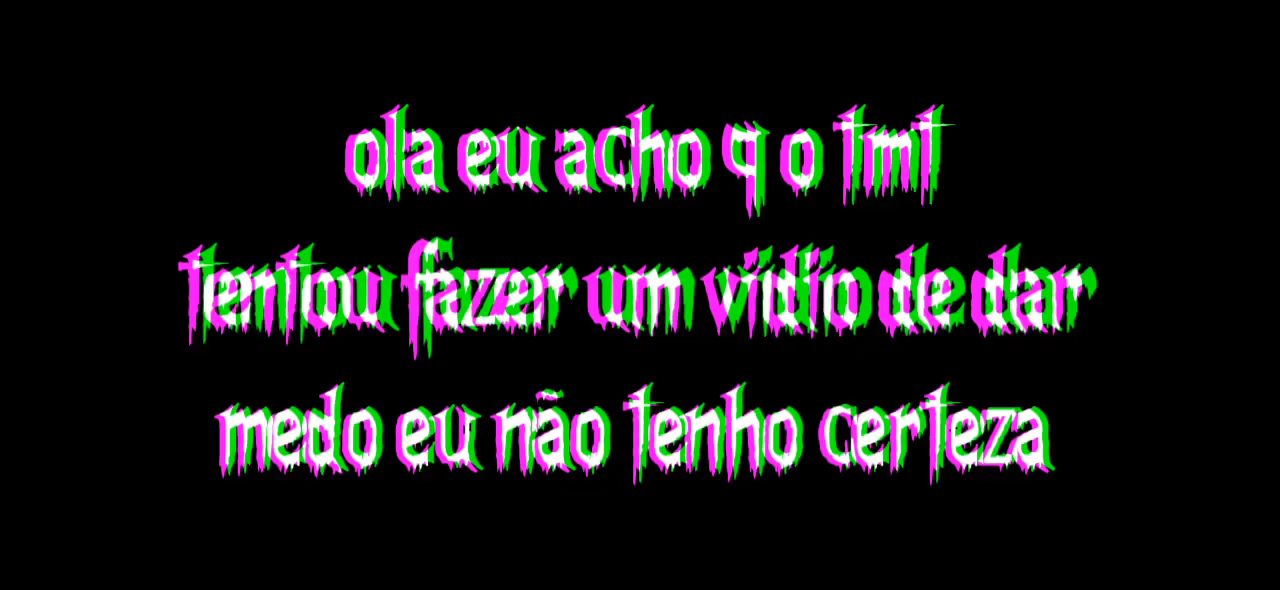 ola eu acho q o tmt
tentou fazer um vidio de dar
medo eu não tenho certeza